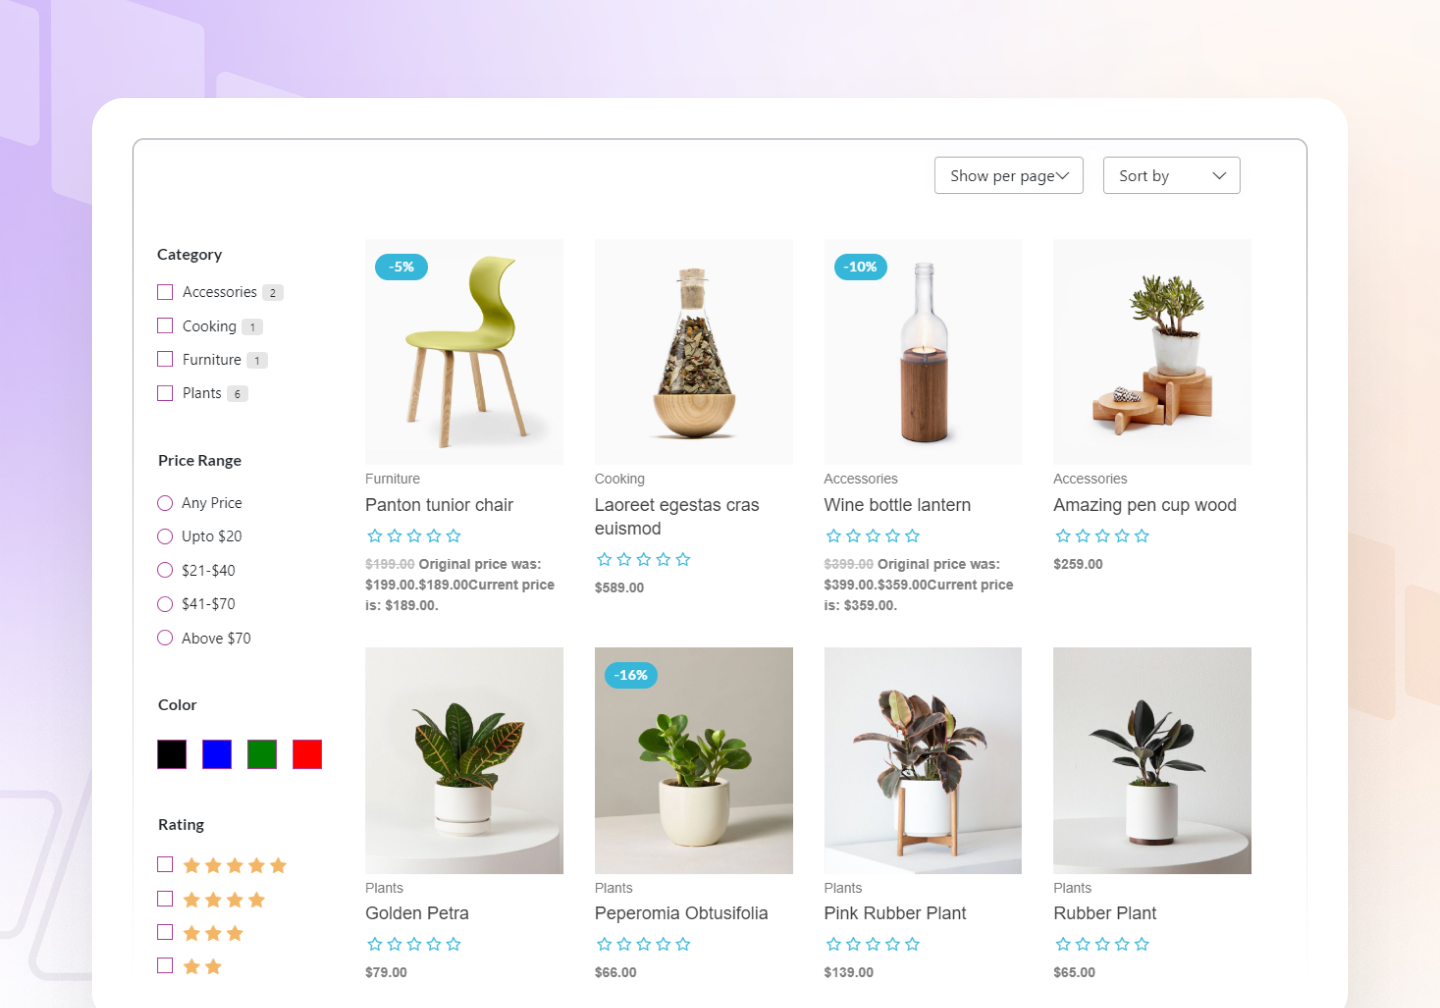 Show per page
Sort by
Category
Accessories 2
Cooking 1
Furniture 1
Plants 6
Price Range
Any Price
Upto $20
$21-$40
$41-$70
Above $70
Color
Rating
-5%
Furniture
Panton tunior chair
$199.00 Original price was:
$199.00.$189.00Current price
is: $189.00.
Cooking
Laoreet egestas cras
euismod
$589.00
-10%
Accessories
Wine bottle lantern
$399.00 Original price was:
$399.00.$359.00Current price
is: $359.00.
Accessories
Amazing pen cup wood
$259.00
Plants
Golden Petra
$79.00
-16%
Plants
Peperomia Obtusifolia
$66.00
Plants
Pink Rubber Plant
$139.00
Plants
Rubber Plant
$65.00